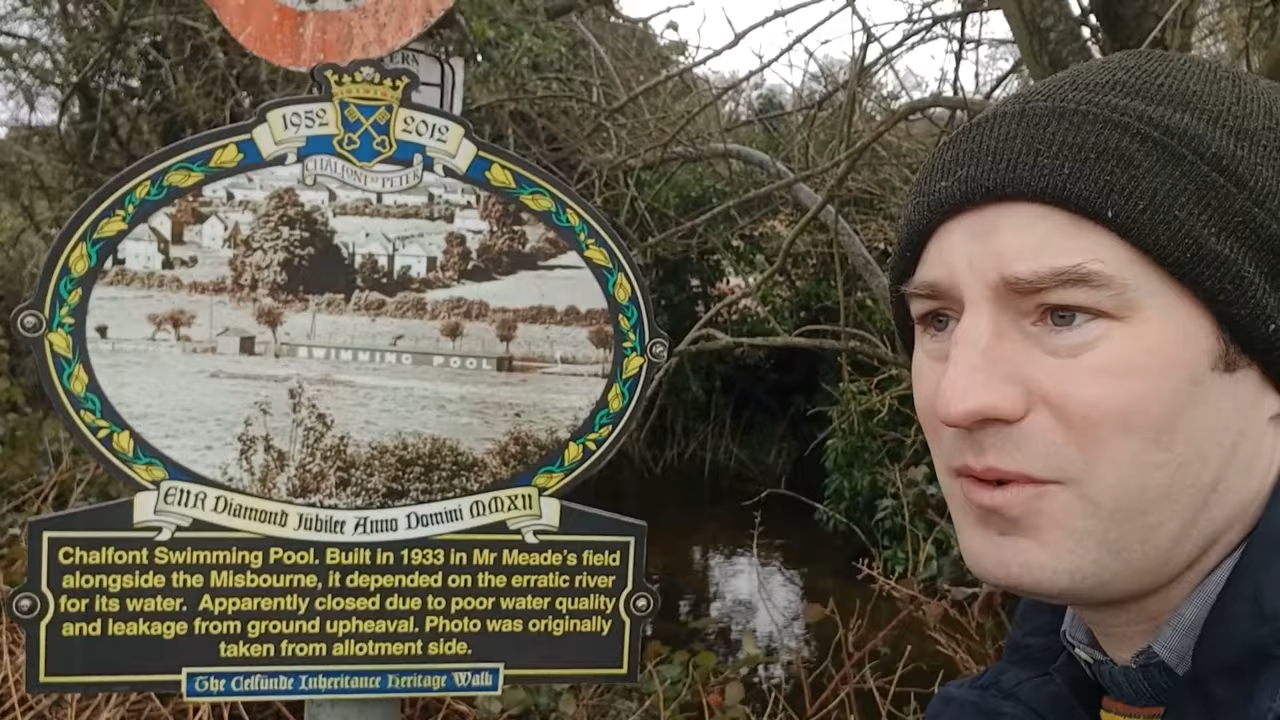 1952 2012
CHALFONT ST PETER
SWIMMING POOL
EIIR Diamond Jubilee Anno Domini MMXII
Chalfont Swimming Pool. Built in 1933 in Mr Meade's field
alongside the Misbourne, it depended on the erratic river
for its water. Apparently closed due to poor water quality
and leakage from ground upheaval. Photo was originally
taken from allotment side.
The Celfùnde Inheritance Heritage Walk